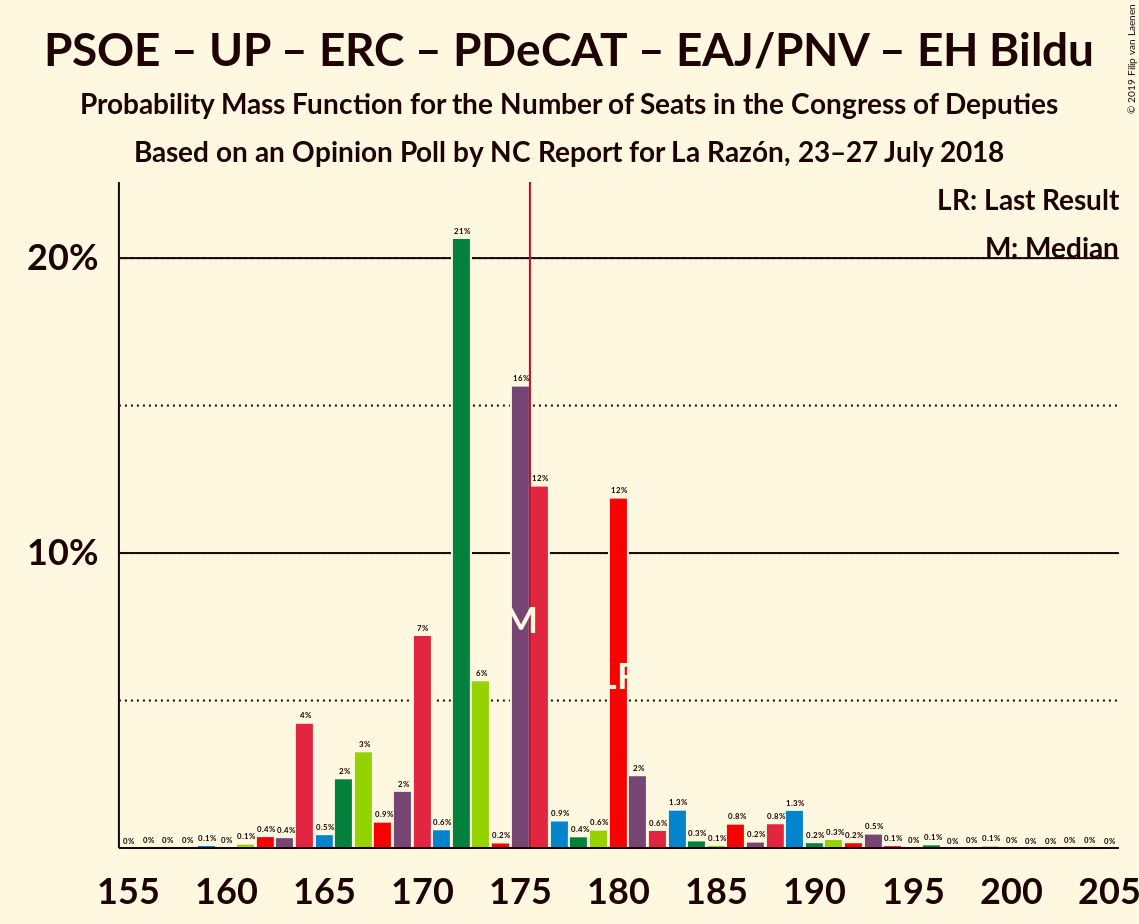 PSOE – UP – ERC – PDeCAT – EAJ/PNV – EH Bildu
Probability Mass Function for the Number of Seats in the Congress of Deputies
Based on an Opinion Poll by NC Report for La Razón, 23–27 July 2018
© 2019 Filip van Laenen
LR: Last Result
M: Median
20%
10%
0% 0% 0% 0% 0.1% 0% 0.1% 0.4% 0.4% 4% 0.5% 2% 3% 0.9% 2% 7% 0.6% 21% 6% 0.2% 16% 12% 0.9% 0.4% 0.6% 12% 2% 0.6% 1.3% 0.3% 0.1% 0.8% 0.2% 0.8% 1.3% 0.2% 0.3% 0.2% 0.5% 0.1% 0% 0.1% 0% 0% 0.1% 0% 0% 0% 0% 0% 0%
M
LR
155 160 165 170 175 180 185 190 195 200 205